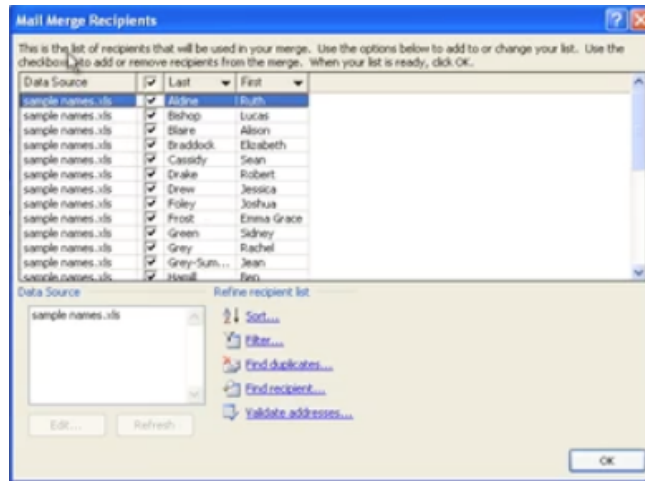 Mail Merge Recipients
This is the list of recipients that will be used in your merge. Use the options below to add to or change your list. Use the
checkboxes to add or remove recipients from the merge. When your list is ready, click OK.
Data Source Last First
sample names.xls Aldine Ruth
sample names.xls Bishop Lucas
sample names.xls Blaire Alison
sample names.xls Braddock Elizabeth
sample names.xls Cassidy Sean
sample names.xls Drake Robert
sample names.xls Drew Jessica
sample names.xls Foley Joshua
sample names.xls Frost Emma Grace
sample names.xls Green Sidney
sample names.xls Grey Rachel
sample names.xls Grey-Sum... Jean
sample names.xls Hamill Ben
Data Source Refine recipient list
sample names.xls Sort...
Filter...
Find duplicates...
Find recipient...
Validate addresses...
Edit... Refresh
OK